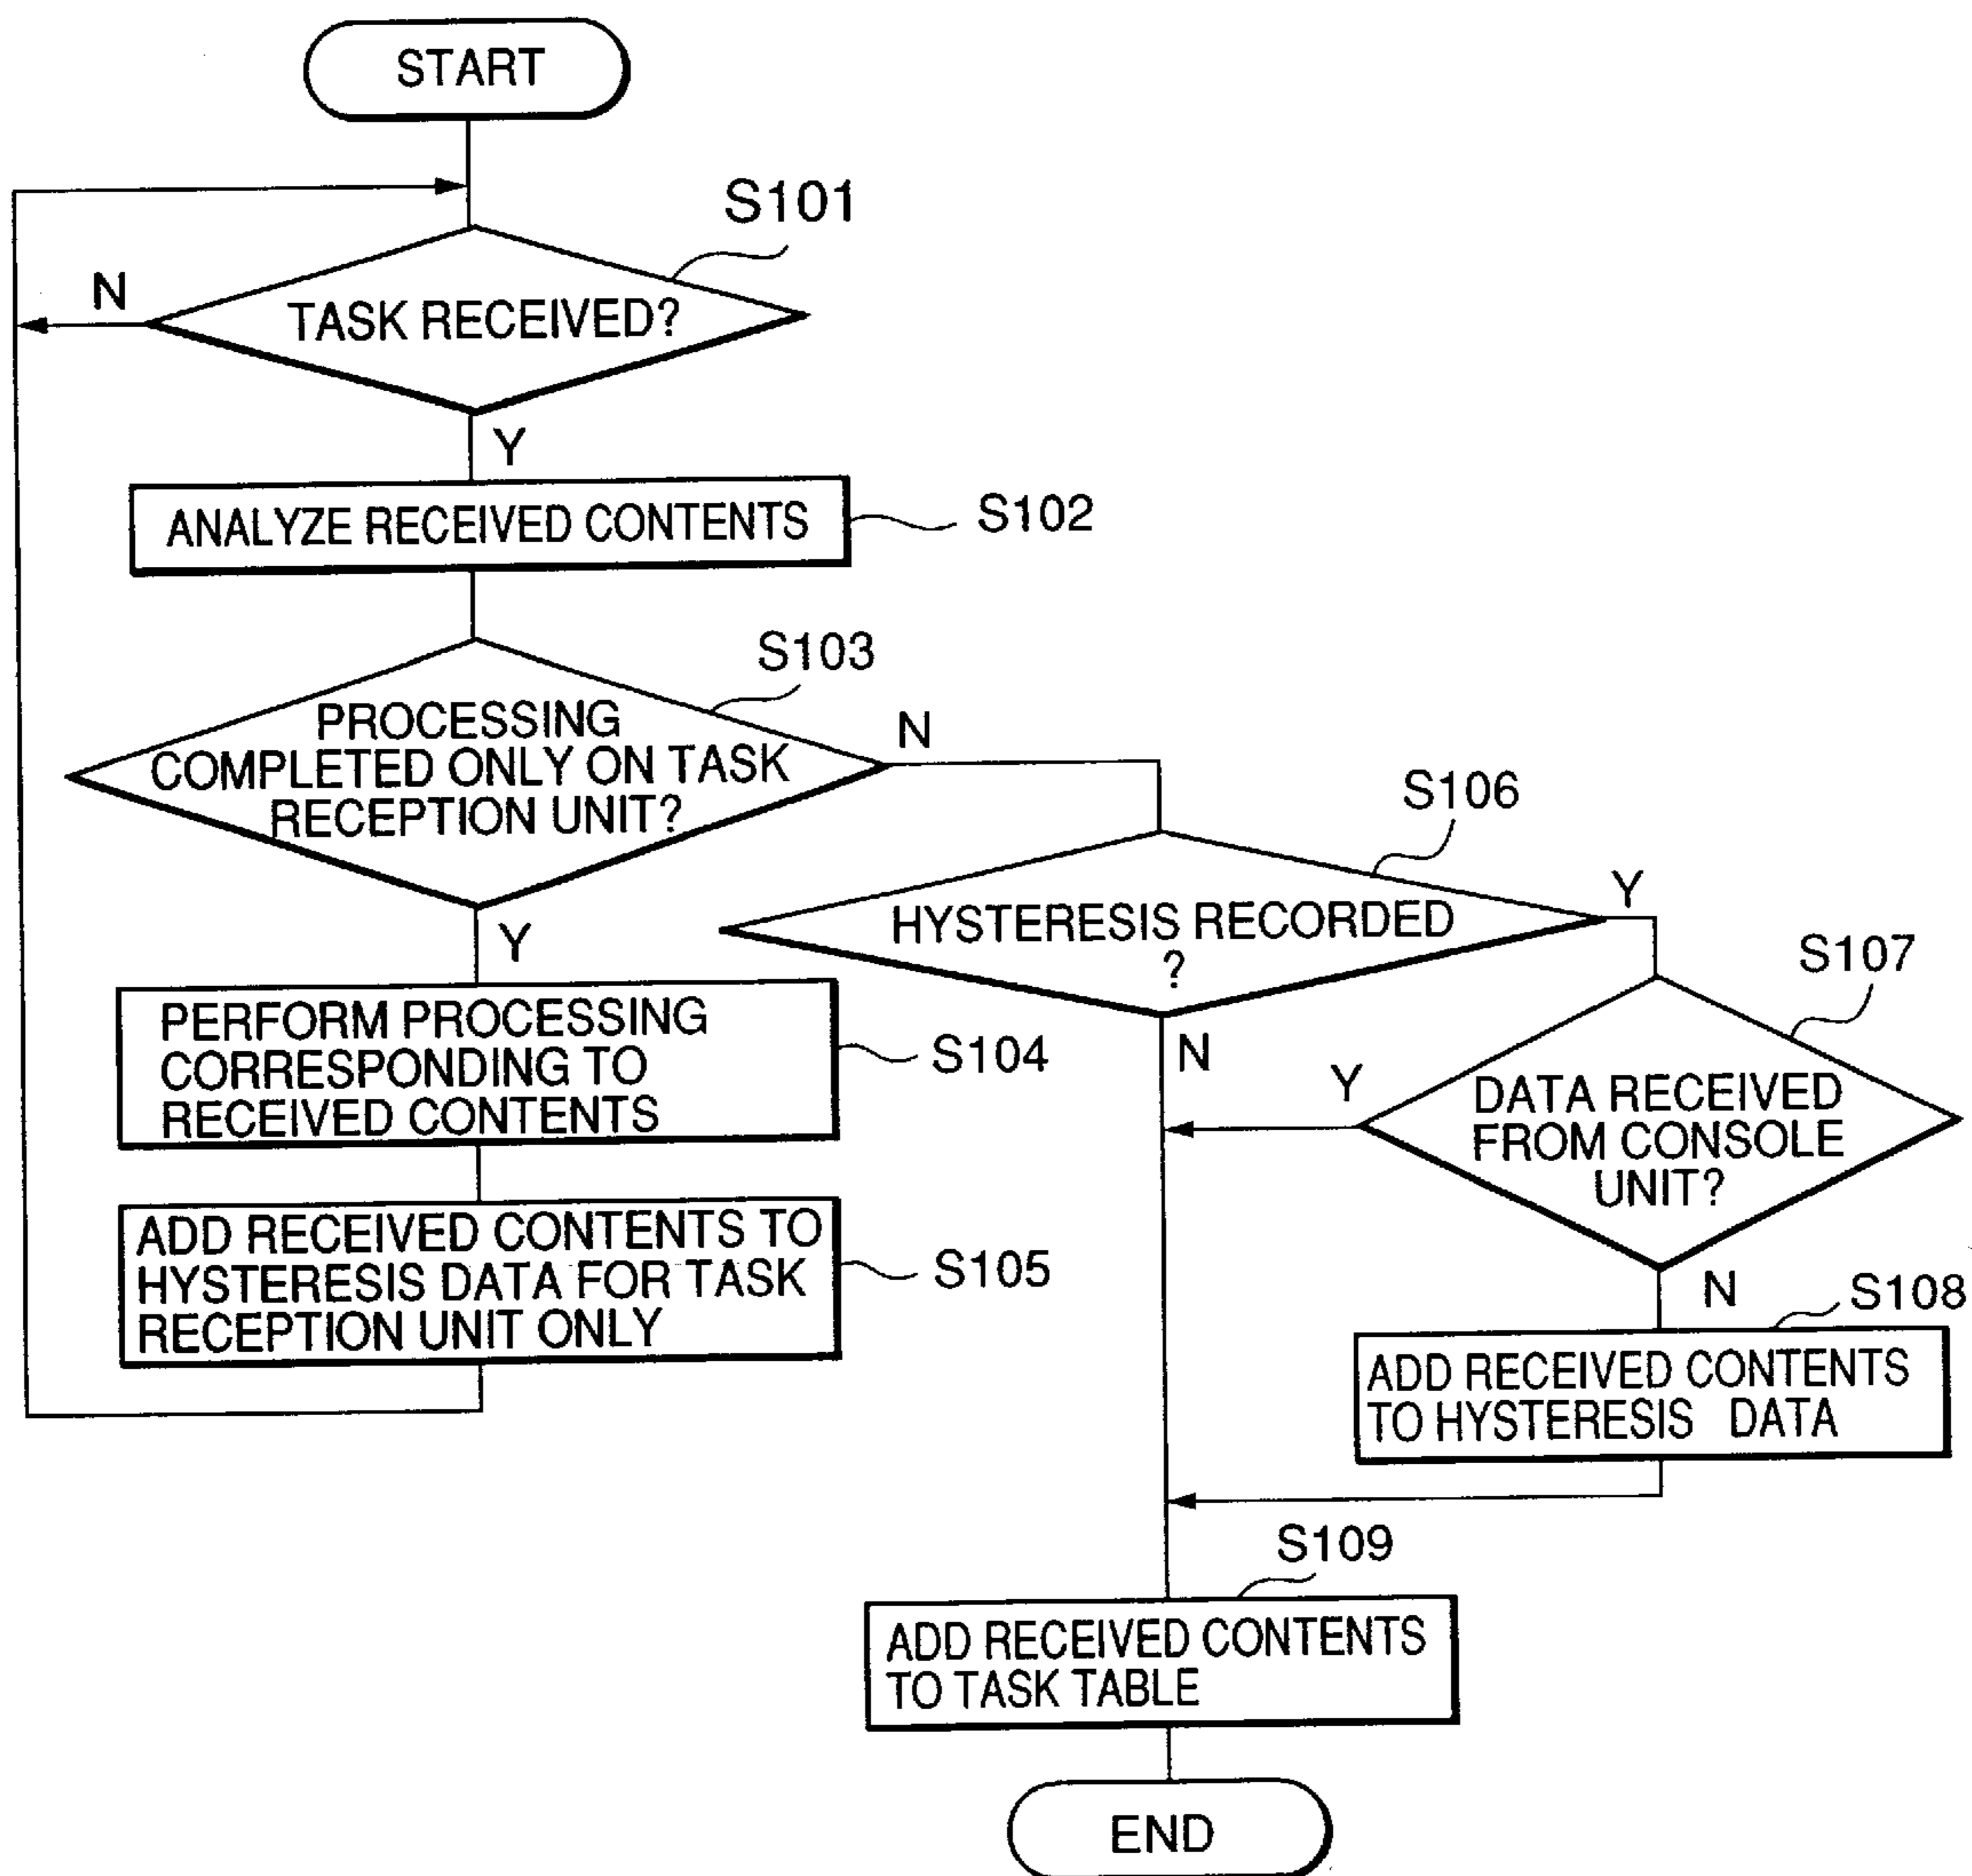 START
S101
N
TASK RECEIVED?
Y
ANALYZE RECEIVED CONTENTS
S102
S103
PROCESSING
COMPLETED ONLY ON TASK
RECEPTION UNIT?
N
Y
S106
HYSTERESIS RECORDED
?
Y
N
S107
DATA RECEIVED
FROM CONSOLE
UNIT?
Y
N
PERFORM PROCESSING
CORRESPONDING TO
RECEIVED CONTENTS
S104
ADD RECEIVED CONTENTS TO
HYSTERESIS DATA FOR TASK
RECEPTION UNIT ONLY
S105
S108
ADD RECEIVED CONTENTS
TO HYSTERESIS DATA
S109
ADD RECEIVED CONTENTS
TO TASK TABLE
END